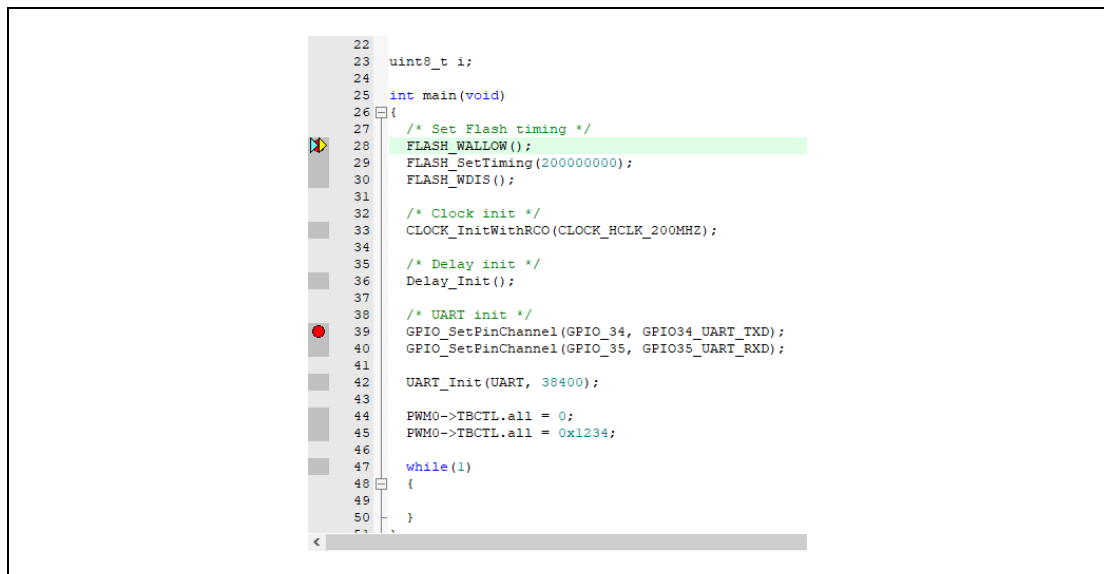 22
23 uint8_t i;
24
25 int main(void)
26 {
27 /* Set Flash timing */
28 FLASH_WALLOW();
29 FLASH_SetTiming(200000000);
30 FLASH_WDIS();
31
32 /* Clock init */
33 CLOCK_InitWithRCO(CLOCK_HCLK_200MHZ);
34
35 /* Delay init */
36 Delay_Init();
37
38 /* UART init */
39 GPIO_SetPinChannel(GPIO_34, GPIO34_UART_TXD);
40 GPIO_SetPinChannel(GPIO_35, GPIO35_UART_RXD);
41
42 UART_Init(UART, 38400);
43
44 PWM0->TBCTL.all = 0;
45 PWM0->TBCTL.all = 0x1234;
46
47 while(1)
48 {
49
50 }